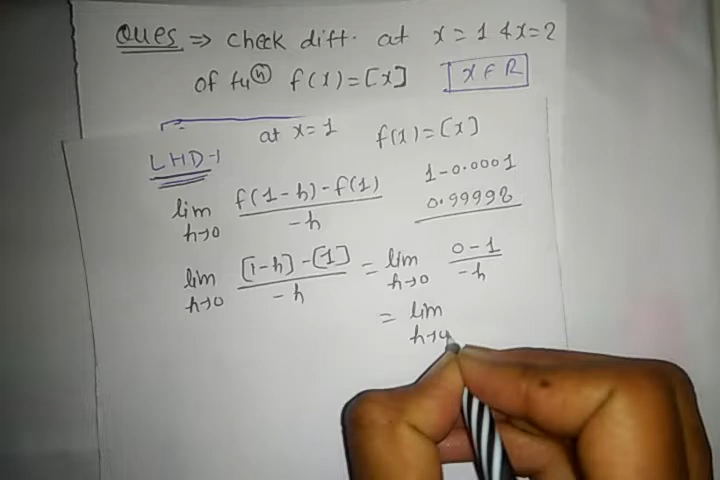 QUES ⇒ check diff. at x = 1 & x=2
of fuⁿ f(x) = [x] x ∈ R
at x=1 f(x) = [x]
LHD-1
lim h→0 f(1-h) - f(1) / -h
1-0.0001
0.99998
lim h→0 [1-h] - [1] / -h = lim h→0 0-1 / -h
= lim h→